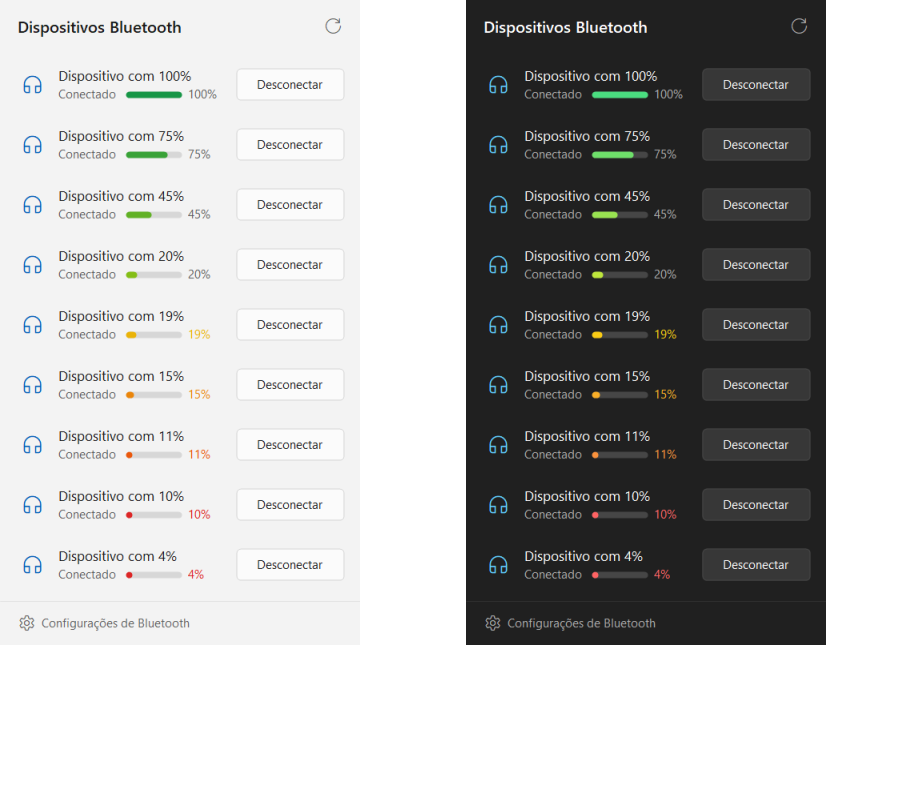 Dispositivos Bluetooth
Dispositivo com 100%
Conectado 100%
Desconectar
Dispositivo com 75%
Conectado 75%
Desconectar
Dispositivo com 45%
Conectado 45%
Desconectar
Dispositivo com 20%
Conectado 20%
Desconectar
Dispositivo com 19%
Conectado 19%
Desconectar
Dispositivo com 15%
Conectado 15%
Desconectar
Dispositivo com 11%
Conectado 11%
Desconectar
Dispositivo com 10%
Conectado 10%
Desconectar
Dispositivo com 4%
Conectado 4%
Desconectar
Configurações de Bluetooth
Dispositivos Bluetooth
Dispositivo com 100%
Conectado 100%
Desconectar
Dispositivo com 75%
Conectado 75%
Desconectar
Dispositivo com 45%
Conectado 45%
Desconectar
Dispositivo com 20%
Conectado 20%
Desconectar
Dispositivo com 19%
Conectado 19%
Desconectar
Dispositivo com 15%
Conectado 15%
Desconectar
Dispositivo com 11%
Conectado 11%
Desconectar
Dispositivo com 10%
Conectado 10%
Desconectar
Dispositivo com 4%
Conectado 4%
Desconectar
Configurações de Bluetooth